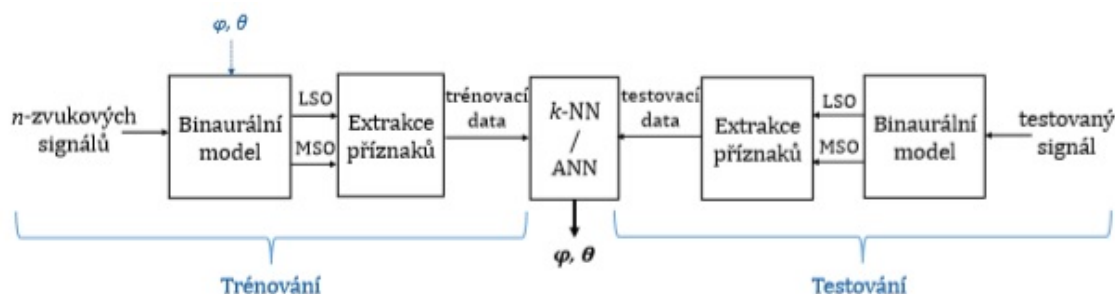 φ, θ
n-zvukových
signálů
Binaurální
model
LSO
MSO
Extrakce
příznaků
trénovací
data
k-NN
/
ANN
φ, θ
testovací
data
Extrakce
příznaků
LSO
MSO
Binaurální
model
testovaný
signál
Trénování
Testování